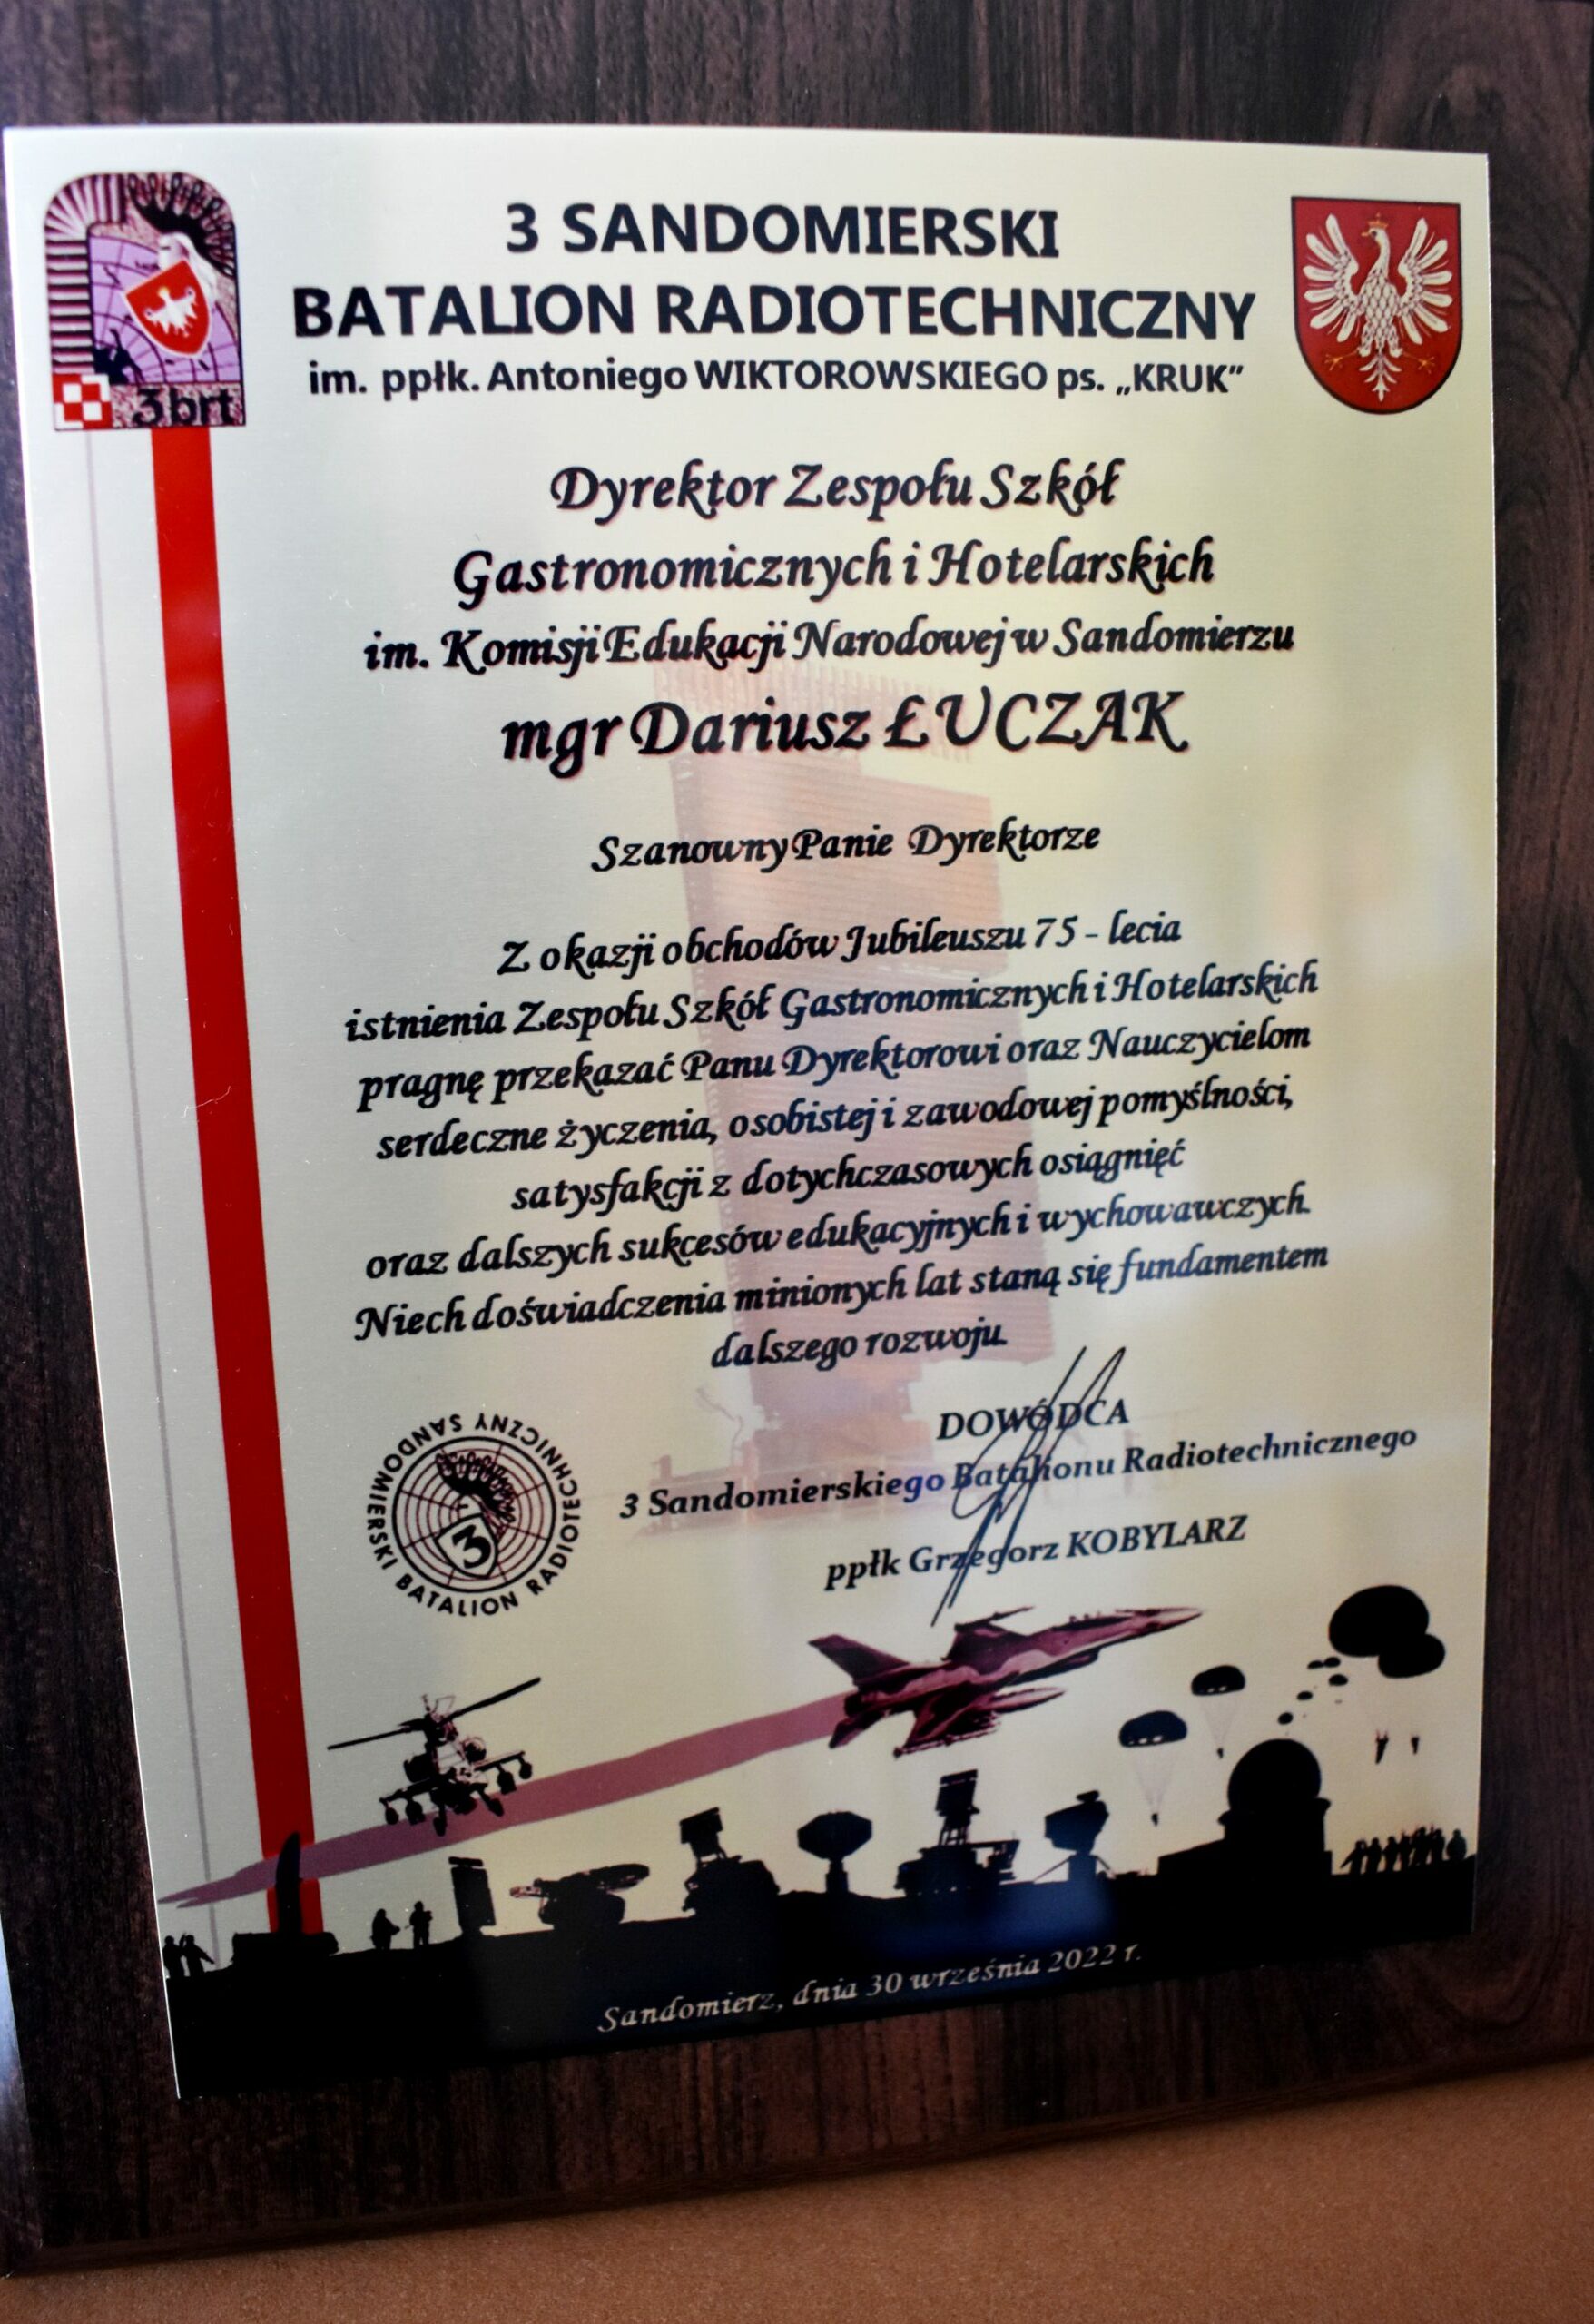 3 SANDOMIERSKI
BATALION RADIOTECHNICZNY
im. ppłk. Antoniego WIKTOROWSKIEGO ps. „KRUK”
3brt
Dyrektor Zespołu Szkół
Gastronomicznych i Hotelarskich
im. Komisji Edukacji Narodowej w Sandomierzu
mgr Dariusz ŁUCZAK
Szanowny Panie Dyrektorze
Z okazji obchodów Jubileuszu 75 - lecia
istnienia Zespołu Szkół Gastronomicznych i Hotelarskich
pragnę przekazać Panu Dyrektorowi oraz Nauczycielom
serdeczne życzenia, osobistej i zawodowej pomyślności,
satysfakcji z dotychczasowych osiągnięć
oraz dalszych sukcesów edukacyjnych i wychowawczych.
Niech doświadczenia minionych lat staną się fundamentem
dalszego rozwoju.
DOWÓDCA
3 Sandomierskiego Batalionu Radiotechnicznego
ppłk Grzegorz KOBYLARZ
SANDOMIERSKI BATALION RADIOTECHNICZNY
3
Sandomierz, dnia 30 września 2022 r.